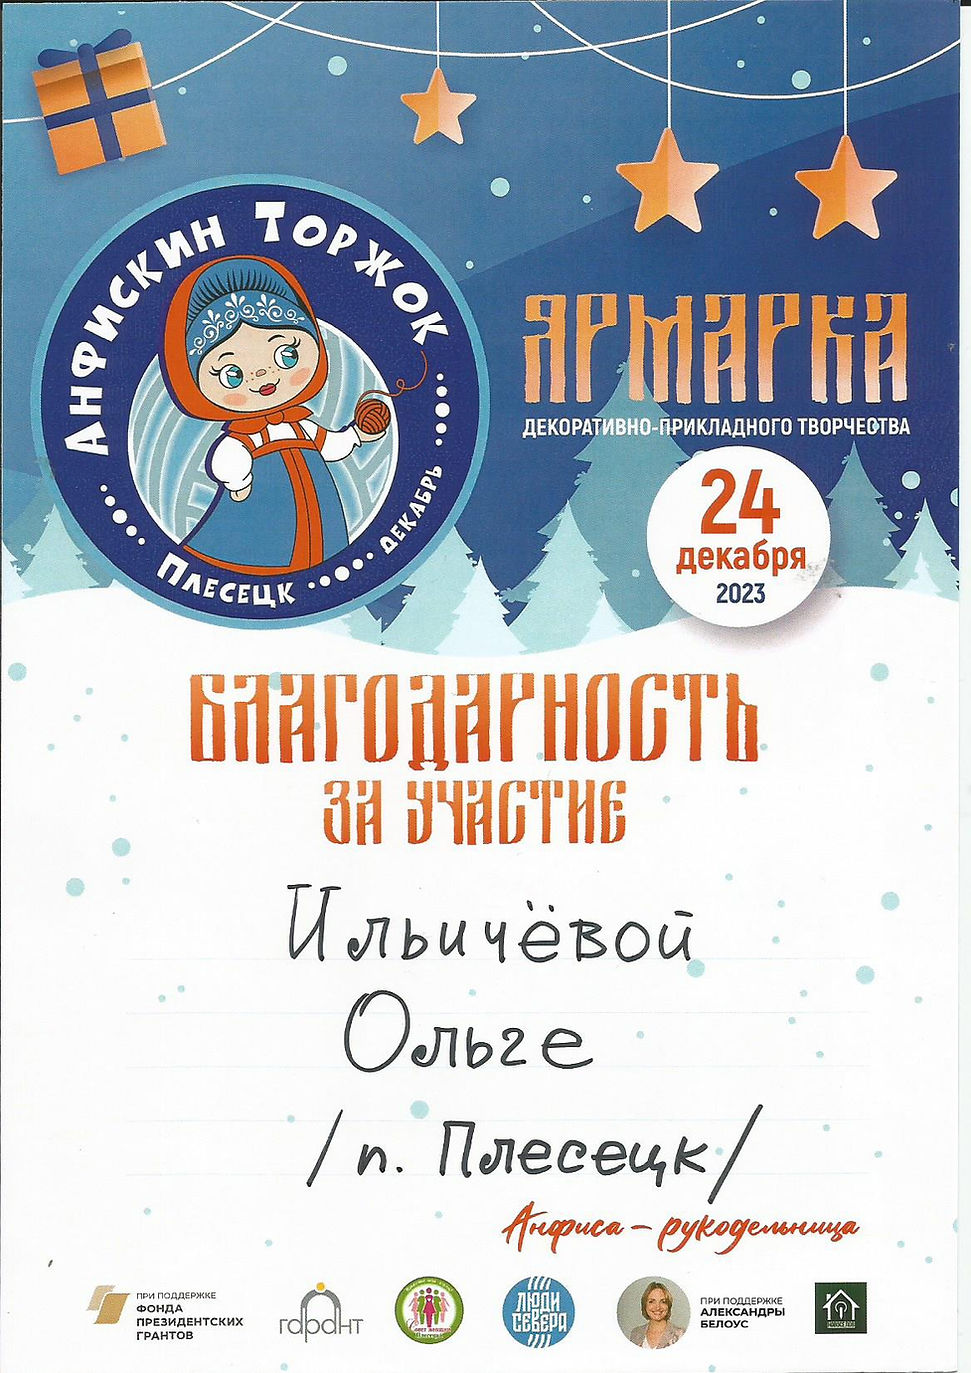 Анфискин Торжок
Плесецк
декабрь
ЯРМАРКА
ДЕКОРАТИВНО-ПРИКЛАДНОГО ТВОРЧЕСТВА
24
декабря
2023
БЛАГОДАРНОСТЬ
ЗА УЧАСТИЕ
Ильичёвой
Ольге
/п. Плесецк/
Анфиса – рукодельница
ПРИ ПОДДЕРЖКЕ
ФОНДА
ПРЕЗИДЕНТСКИХ
ГРАНТОВ
гарант
ЛЮДИ
СЕВЕРА
ПРИ ПОДДЕРЖКЕ
АЛЕКСАНДРЫ
БЕЛОУС